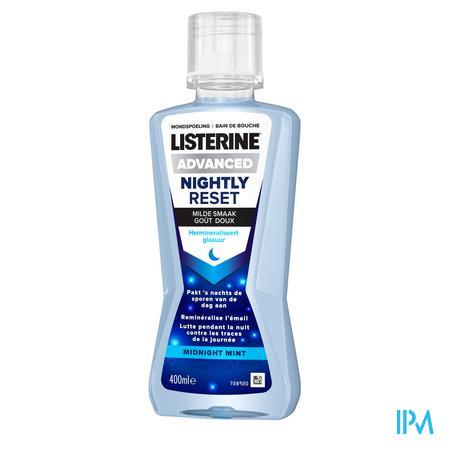 MONDSPOELING | BAIN DE BOUCHE
LISTERINE®
ADVANCED
NIGHTLY
RESET
MILDE SMAAK
GOÛT DOUX
Hermineraliseert
glazuur
Pakt 's nachts de
sporen van de
dag aan
Reminéralise l'émail
Lutte pendant la nuit
contre les traces
de la journée
MIDNIGHT MINT
400ml℮
726920
IPM